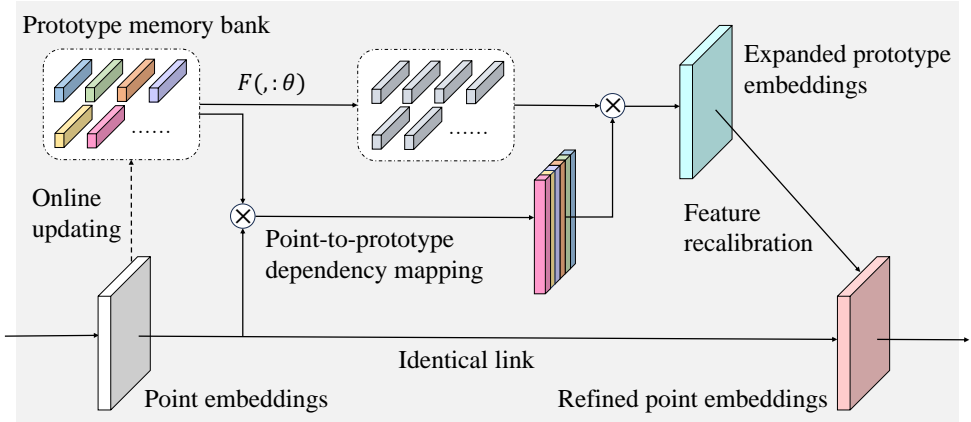 Prototype memory bank
F(,:θ)
......
......
Expanded prototype
embeddings
Online
updating
Point-to-prototype
dependency mapping
Feature
recalibration
Identical link
Point embeddings
Refined point embeddings